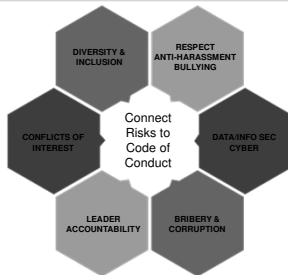 DIVERSITY &
INCLUSION
RESPECT
ANTI-HARASSMENT
BULLYING
CONFLICTS OF
INTEREST
Connect
Risks to
Code of
Conduct
DATA/INFO SEC
CYBER
LEADER
ACCOUNTABILITY
BRIBERY &
CORRUPTION